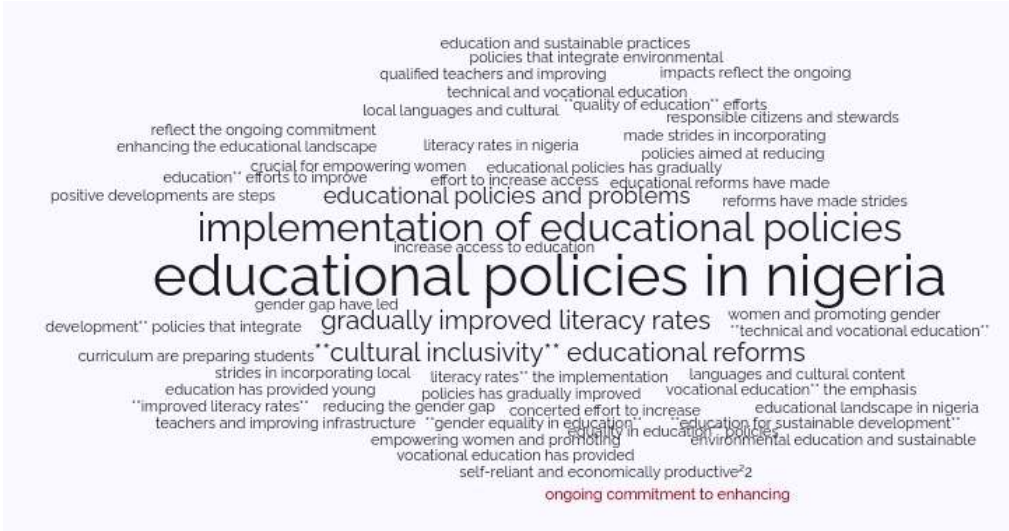 education and sustainable practices
policies that integrate environmental
qualified teachers and improving impacts reflect the ongoing
technical and vocational education
local languages and cultural **quality of education** efforts
responsible citizens and stewards
reflect the ongoing commitment made strides in incorporating
enhancing the educational landscape literacy rates in nigeria
policies aimed at reducing
crucial for empowering women educational policies has gradually
education** efforts to improve effort to increase access educational reforms have made
positive developments are steps educational policies and problems reforms have made strides
implementation of educational policies
increase access to education
educational policies in nigeria
gender gap have led
development** policies that integrate gradually improved literacy rates women and promoting gender
**technical and vocational education**
curriculum are preparing students **cultural inclusivity** educational reforms
strides in incorporating local literacy rates** the implementation languages and cultural content
education has provided young policies has gradually improved vocational education** the emphasis
**improved literacy rates** reducing the gender gap concerted effort to increase educational landscape in nigeria
teachers and improving infrastructure **gender equality in education** **education for sustainable development**
equality in education** policies
empowering women and promoting environmental education and sustainable
vocational education has provided
self-reliant and economically productive²2
ongoing commitment to enhancing